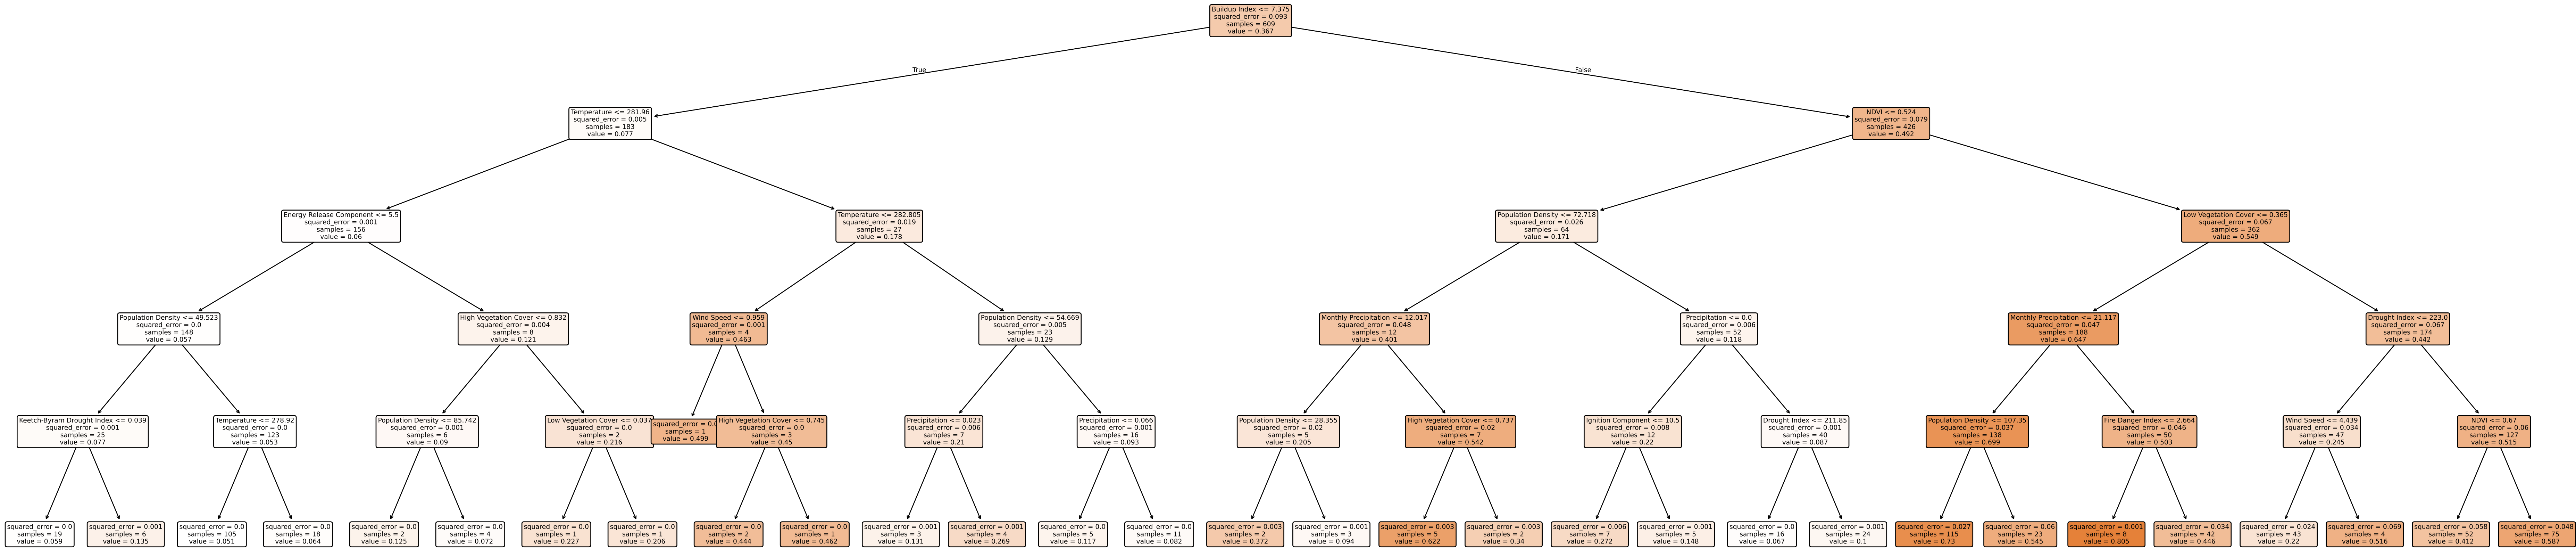 Buildup Index <= 7.375
squared_error = 0.093
samples = 609
value = 0.367
True
False
Temperature <= 281.96
squared_error = 0.005
samples = 183
value = 0.077
NDVI <= 0.524
squared_error = 0.079
samples = 426
value = 0.492
Energy Release Component <= 5.5
squared_error = 0.001
samples = 156
value = 0.06
Temperature <= 282.805
squared_error = 0.019
samples = 27
value = 0.178
Population Density <= 72.718
squared_error = 0.026
samples = 64
value = 0.171
Low Vegetation Cover <= 0.365
squared_error = 0.067
samples = 362
value = 0.549
Population Density <= 49.523
squared_error = 0.0
samples = 148
value = 0.057
High Vegetation Cover <= 0.832
squared_error = 0.004
samples = 8
value = 0.121
Wind Speed <= 0.959
squared_error = 0.001
samples = 4
value = 0.463
Population Density <= 54.669
squared_error = 0.005
samples = 23
value = 0.129
Monthly Precipitation <= 12.017
squared_error = 0.048
samples = 12
value = 0.401
Precipitation <= 0.0
squared_error = 0.006
samples = 52
value = 0.118
Monthly Precipitation <= 21.117
squared_error = 0.047
samples = 188
value = 0.647
Drought Index <= 223.0
squared_error = 0.067
samples = 174
value = 0.442
Keetch-Byram Drought Index <= 0.039
squared_error = 0.001
samples = 25
value = 0.077
Temperature <= 278.92
squared_error = 0.0
samples = 123
value = 0.053
Population Density <= 85.742
squared_error = 0.001
samples = 6
value = 0.09
Low Vegetation Cover <= 0.037
squared_error = 0.0
samples = 2
value = 0.216
squared_error = 0.0
samples = 1
value = 0.499
High Vegetation Cover <= 0.745
squared_error = 0.0
samples = 3
value = 0.45
Precipitation <= 0.023
squared_error = 0.006
samples = 7
value = 0.21
Precipitation <= 0.066
squared_error = 0.001
samples = 16
value = 0.093
Population Density <= 28.355
squared_error = 0.02
samples = 5
value = 0.205
High Vegetation Cover <= 0.737
squared_error = 0.02
samples = 7
value = 0.542
Ignition Component <= 10.5
squared_error = 0.008
samples = 12
value = 0.22
Drought Index <= 211.85
squared_error = 0.001
samples = 40
value = 0.087
Population Density <= 107.35
squared_error = 0.037
samples = 138
value = 0.699
Fire Danger Index <= 2.664
squared_error = 0.046
samples = 50
value = 0.503
Wind Speed <= 4.439
squared_error = 0.034
samples = 47
value = 0.245
NDVI <= 0.67
squared_error = 0.06
samples = 127
value = 0.515
squared_error = 0.0
samples = 19
value = 0.059
squared_error = 0.001
samples = 6
value = 0.135
squared_error = 0.0
samples = 105
value = 0.051
squared_error = 0.0
samples = 18
value = 0.064
squared_error = 0.0
samples = 2
value = 0.125
squared_error = 0.0
samples = 4
value = 0.072
squared_error = 0.0
samples = 1
value = 0.227
squared_error = 0.0
samples = 1
value = 0.206
squared_error = 0.0
samples = 2
value = 0.444
squared_error = 0.0
samples = 1
value = 0.462
squared_error = 0.001
samples = 3
value = 0.131
squared_error = 0.001
samples = 4
value = 0.269
squared_error = 0.0
samples = 5
value = 0.117
squared_error = 0.0
samples = 11
value = 0.082
squared_error = 0.003
samples = 2
value = 0.372
squared_error = 0.001
samples = 3
value = 0.094
squared_error = 0.003
samples = 5
value = 0.622
squared_error = 0.003
samples = 2
value = 0.34
squared_error = 0.006
samples = 7
value = 0.272
squared_error = 0.001
samples = 5
value = 0.148
squared_error = 0.0
samples = 16
value = 0.067
squared_error = 0.001
samples = 24
value = 0.1
squared_error = 0.027
samples = 115
value = 0.73
squared_error = 0.06
samples = 23
value = 0.545
squared_error = 0.001
samples = 8
value = 0.805
squared_error = 0.034
samples = 42
value = 0.446
squared_error = 0.024
samples = 43
value = 0.22
squared_error = 0.069
samples = 4
value = 0.516
squared_error = 0.058
samples = 52
value = 0.412
squared_error = 0.048
samples = 75
value = 0.587